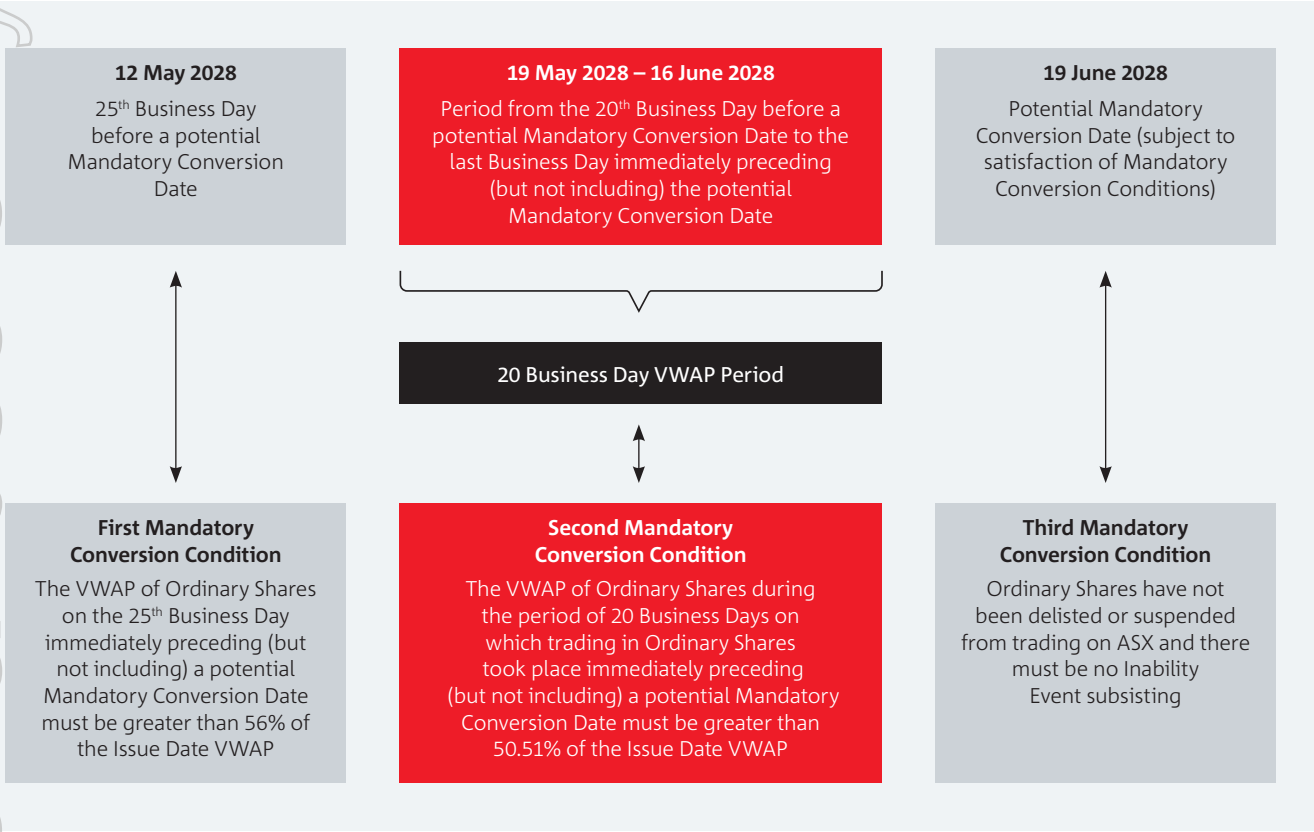 12 May 2028
25th Business Day
before a potential
Mandatory Conversion
Date
19 May 2028 – 16 June 2028
Period from the 20th Business Day before a
potential Mandatory Conversion Date to the
last Business Day immediately preceding
(but not including) the potential
Mandatory Conversion Date
19 June 2028
Potential Mandatory
Conversion Date (subject to
satisfaction of Mandatory
Conversion Conditions)
20 Business Day VWAP Period
First Mandatory
Conversion Condition
The VWAP of Ordinary Shares
on the 25th Business Day
immediately preceding (but
not including) a potential
Mandatory Conversion Date
must be greater than 56% of
the Issue Date VWAP
Second Mandatory
Conversion Condition
The VWAP of Ordinary Shares during
the period of 20 Business Days on
which trading in Ordinary Shares
took place immediately preceding
(but not including) a potential Mandatory
Conversion Date must be greater than
50.51% of the Issue Date VWAP
Third Mandatory
Conversion Condition
Ordinary Shares have not
been delisted or suspended
from trading on ASX and there
must be no Inability
Event subsisting